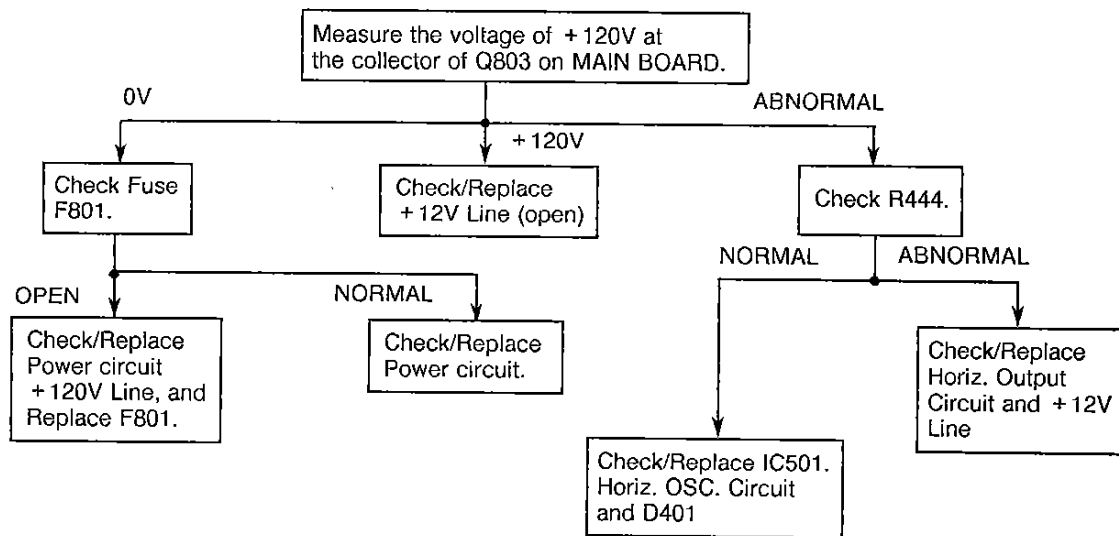 Measure the voltage of +120V at
the collector of Q803 on MAIN BOARD.
0V
+120V
ABNORMAL
Check Fuse
F801.
Check/Replace
+12V Line (open)
Check R444.
OPEN
NORMAL
NORMAL
ABNORMAL
Check/Replace
Power circuit
+120V Line, and
Replace F801.
Check/Replace
Power circuit.
Check/Replace
Horiz. Output
Circuit and +12V
Line
Check/Replace IC501.
Horiz. OSC. Circuit
and D401